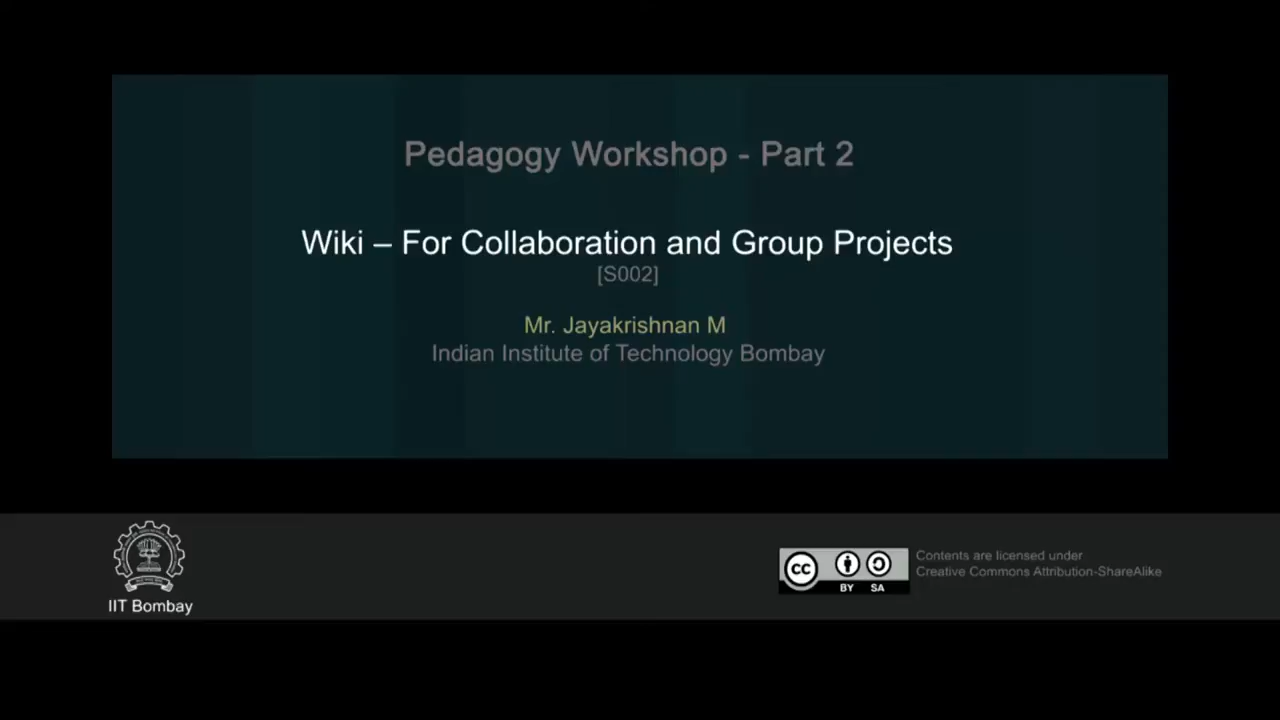 Pedagogy Workshop - Part 2
Wiki – For Collaboration and Group Projects
[S002]
Mr. Jayakrishnan M
Indian Institute of Technology Bombay
IIT Bombay
cc
BY SA
Contents are licensed under
Creative Commons Attribution-ShareAlike